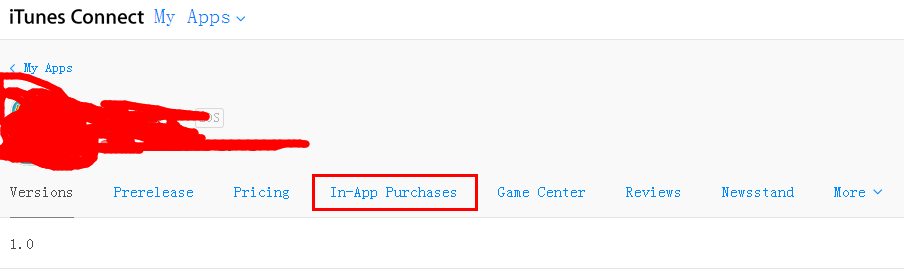 iTunes Connect My Apps
My Apps
Versions Prerelease Pricing In-App Purchases Game Center Reviews Newsstand More
1.0